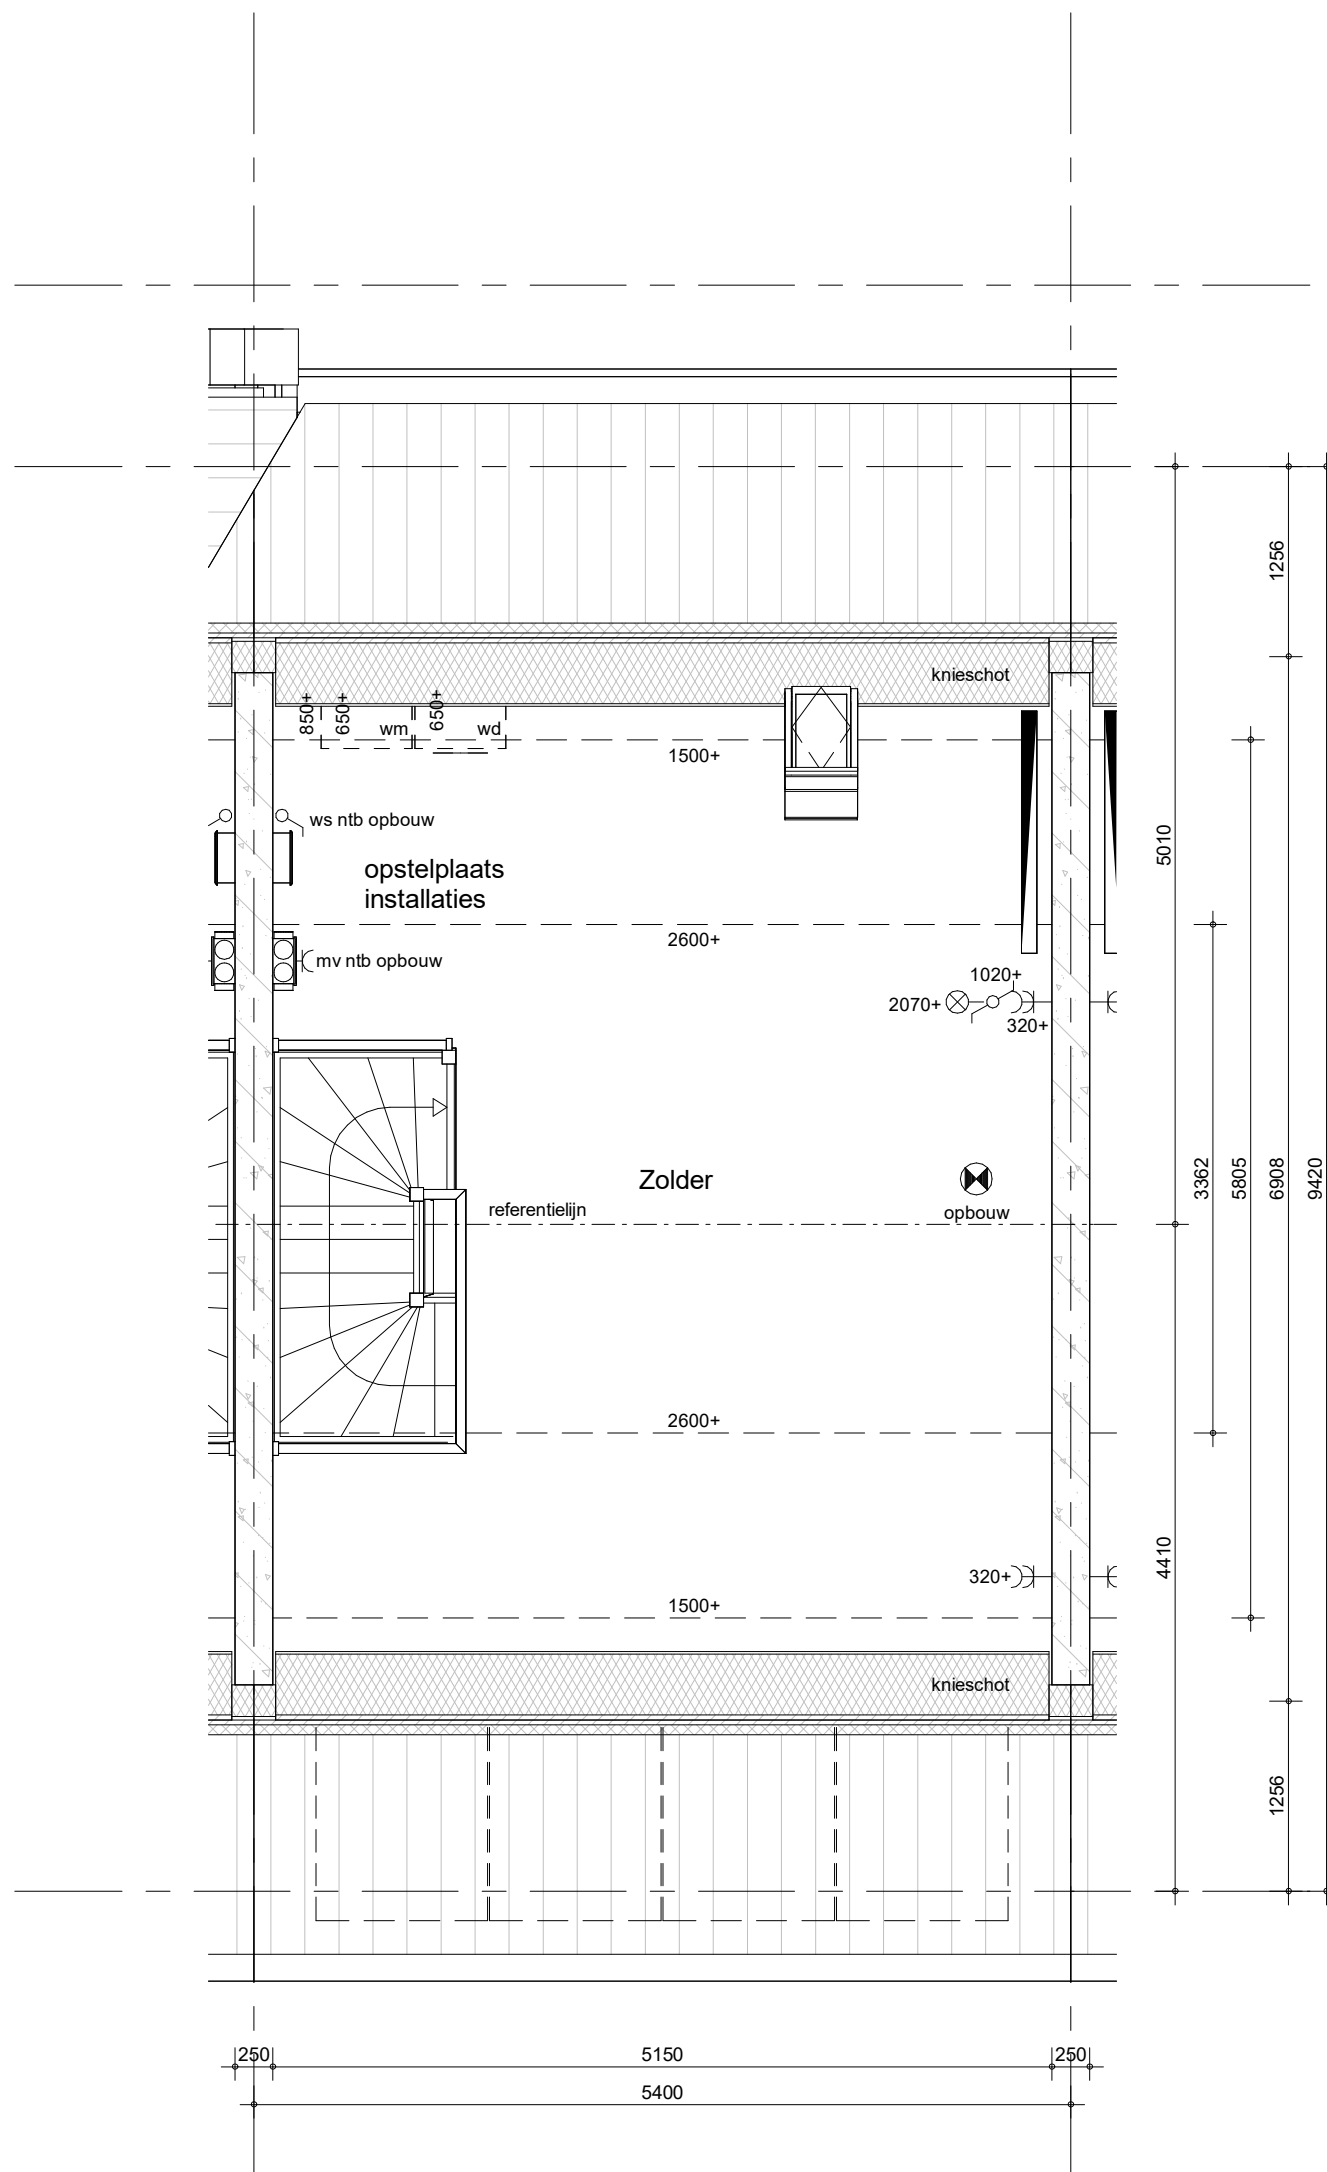 1256
knieschot
850+
650+
650+
wm
wd
1500+
ws ntb opbouw
5010
opstelplaats
installaties
2600+
mv ntb opbouw
1020+
2070+
320+
Zolder
3362
5805
6908
9420
referentielijn
opbouw
2600+
4410
320+
1500+
knieschot
1256
250
5150
250
5400